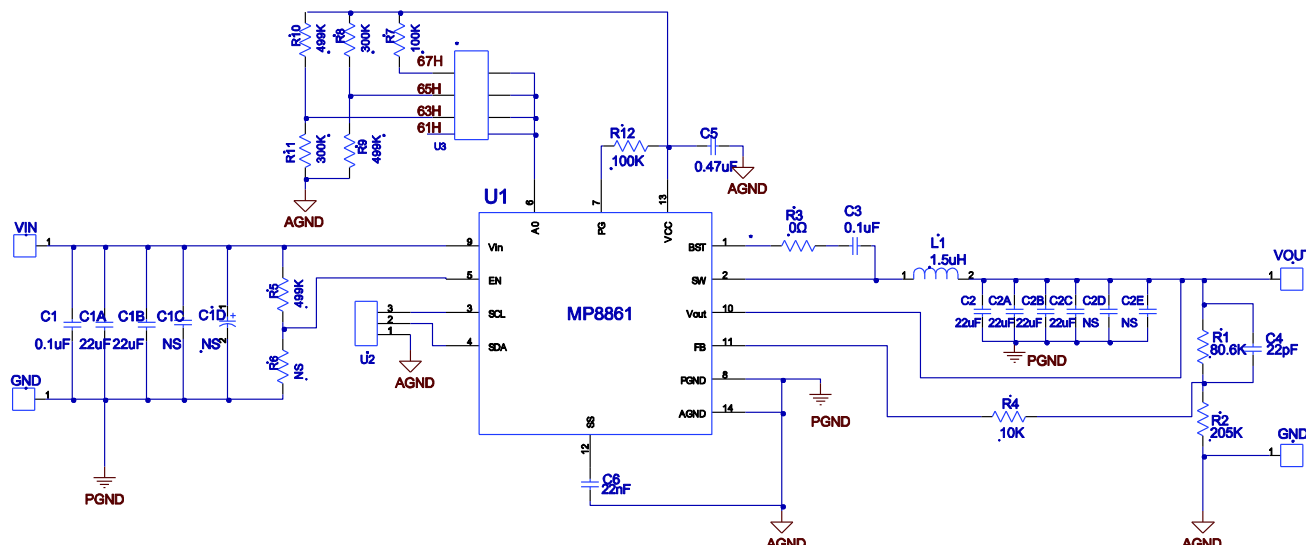 R10
499K
R8
300K
R7
100K
67H
65H
63H
61H
U3
R11
300K
R9
499K
AGND
R12
100K
C5
0.47uF
AGND
U1
6
7
13
A0
PG
VCC
VIN
1
9
Vin
BST
1
R3
0Ω
C3
0.1uF
5
EN
SW
2
1
L1
1.5uH
2
VOUT
1
R5
499K
3
SCL
Vout
10
4
SDA
FB
11
MP8861
3
2
1
U2
AGND
C1
0.1uF
C1A
22uF
C1B
22uF
C1C
NS
C1D
NS
1
+
2
R6
NS
C2
22uF
C2A
22uF
C2B
22uF
C2C
22uF
C2D
NS
C2E
NS
PGND
R1
80.6K
C4
22pF
PGND
8
PGND
AGND
14
R4
10K
R2
205K
GND
1
GND
1
SS
12
C6
22nF
PGND
AGND
AGND